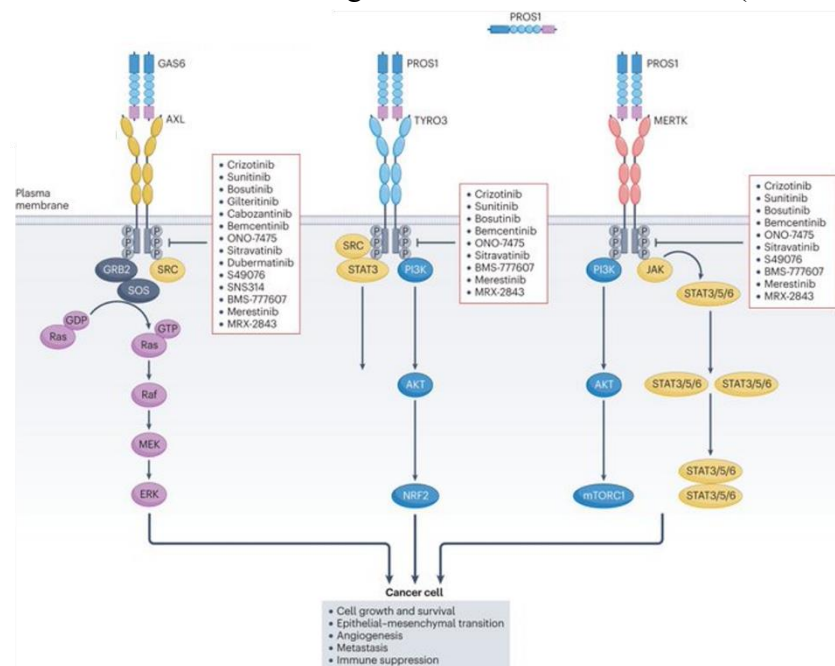 PROS1
GAS6
PROS1
PROS1
AXL
TYRO3
MERTK
Plasma
membrane
• Crizotinib
• Sunitinib
• Bosutinib
• Gilteritinib
• Cabozantinib
• Bemcentinib
• ONO-7475
• Sitravatinib
• Dubermatinib
• S49076
• SNS314
• BMS-777607
• Merestinib
• MRX-2843
• Crizotinib
• Sunitinib
• Bosutinib
• Bemcentinib
• ONO-7475
• Sitravatinib
• BMS-777607
• Merestinib
• MRX-2843
• Crizotinib
• Sunitinib
• Bosutinib
• Bemcentinib
• ONO-7475
• Sitravatinib
• S49076
• BMS-777607
• Merestinib
• MRX-2843
P P
P P
P P
P P
P P
P P
P P
P P
P P
GRB2
SRC
SOS
SRC
STAT3
PI3K
PI3K
JAK
STAT3/5/6
GDP
Ras
GTP
Ras
Raf
MEK
ERK
AKT
NRF2
AKT
mTORC1
STAT3/5/6
STAT3/5/6
STAT3/5/6
STAT3/5/6
Cancer cell
• Cell growth and survival
• Epithelial–mesenchymal transition
• Angiogenesis
• Metastasis
• Immune suppression